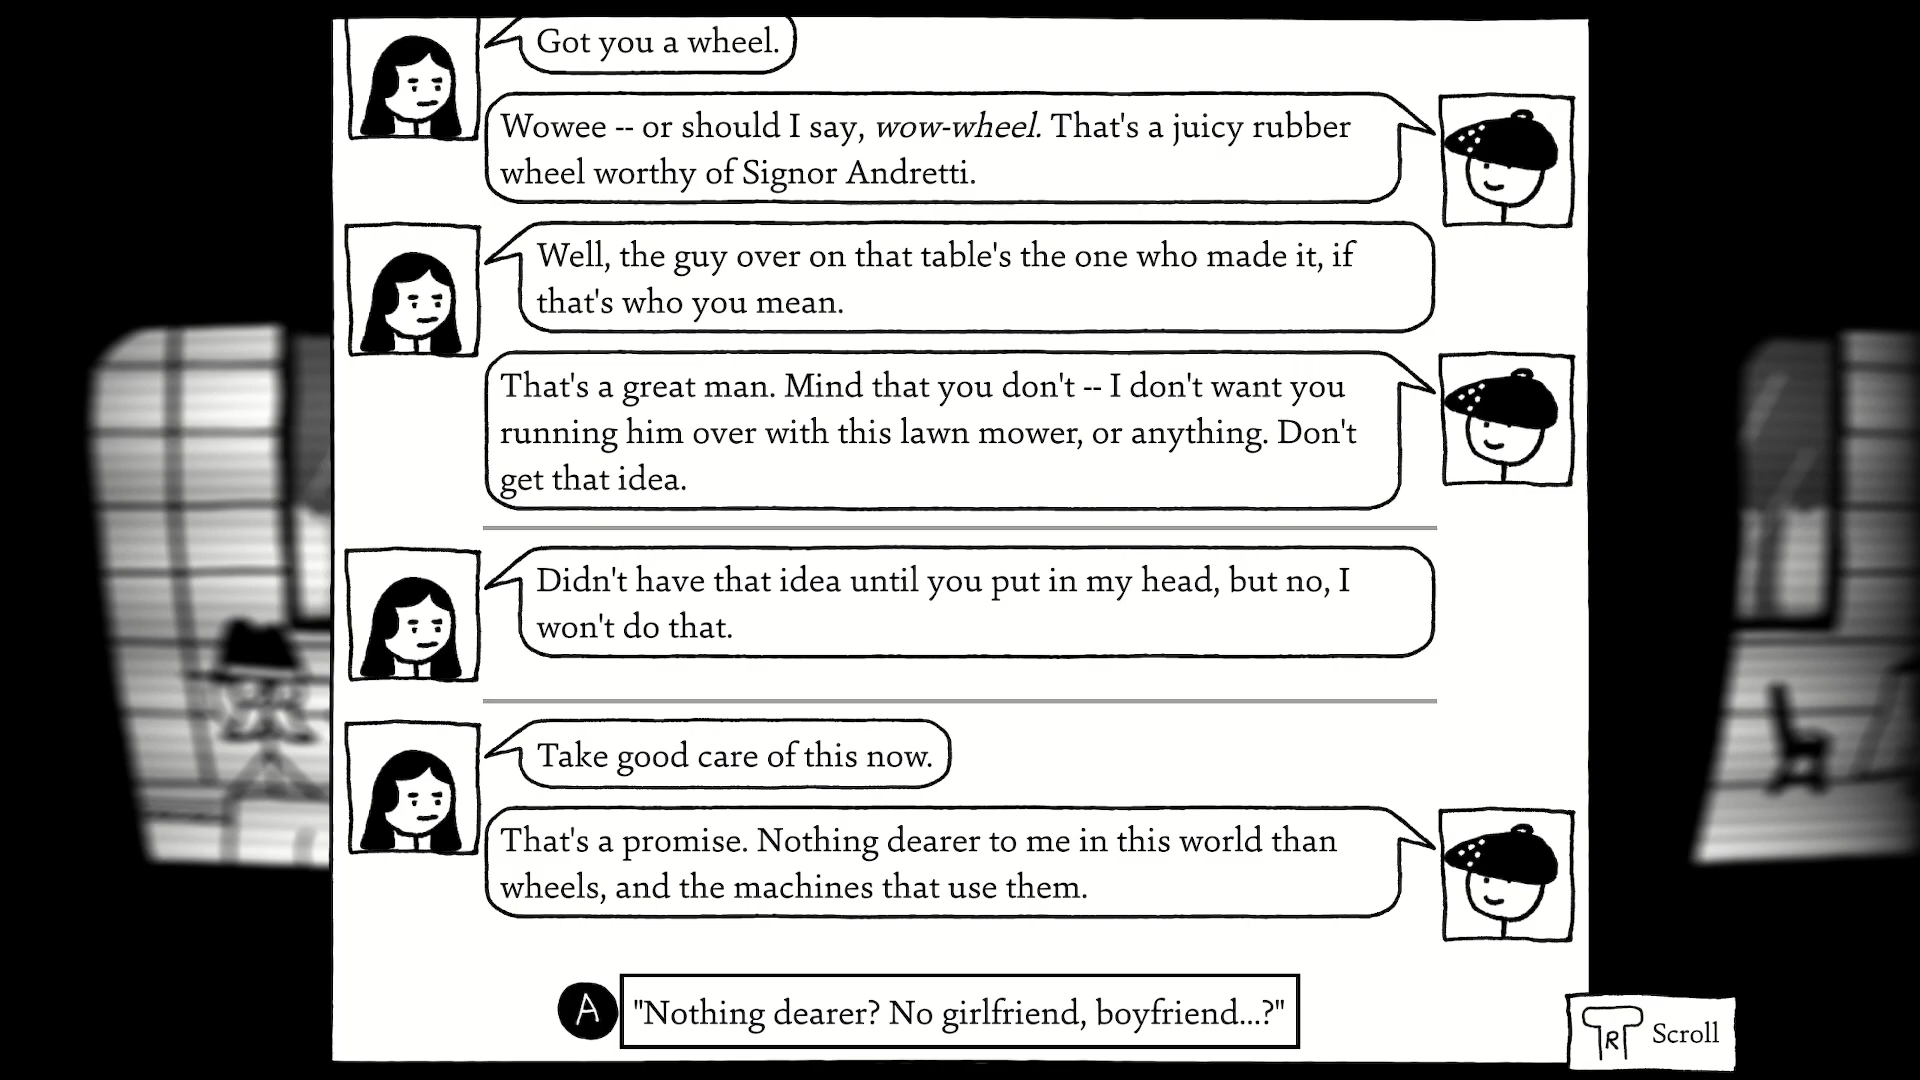 Got you a wheel.
Wowee -- or should I say, wow-wheel. That's a juicy rubber
wheel worthy of Signor Andretti.
Well, the guy over on that table's the one who made it, if
that's who you mean.
That's a great man. Mind that you don't -- I don't want you
running him over with this lawn mower, or anything. Don't
get that idea.
Didn't have that idea until you put in my head, but no, I
won't do that.
Take good care of this now.
That's a promise. Nothing dearer to me in this world than
wheels, and the machines that use them.
A "Nothing dearer? No girlfriend, boyfriend...?"
R Scroll